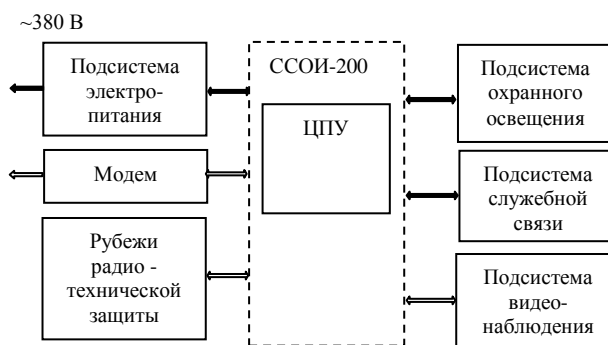 ~380 В
Подсистема
электро-
питания
Модем
Рубежи
радио -
технической
защиты
ССОИ-200
ЦПУ
Подсистема
охранного
освещения
Подсистема
служебной
связи
Подсистема
видео-
наблюдения